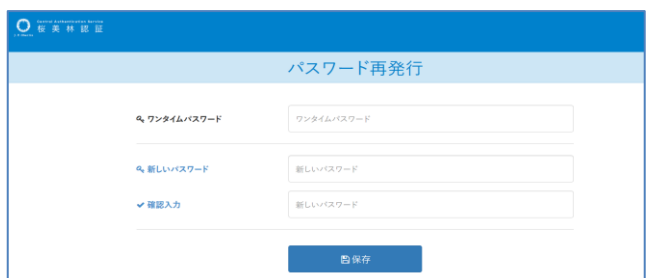 Central Authentication Service
桜美林認証
パスワード再発行
ワンタイムパスワード
ワンタイムパスワード
新しいパスワード
新しいパスワード
確認入力
新しいパスワード
保存